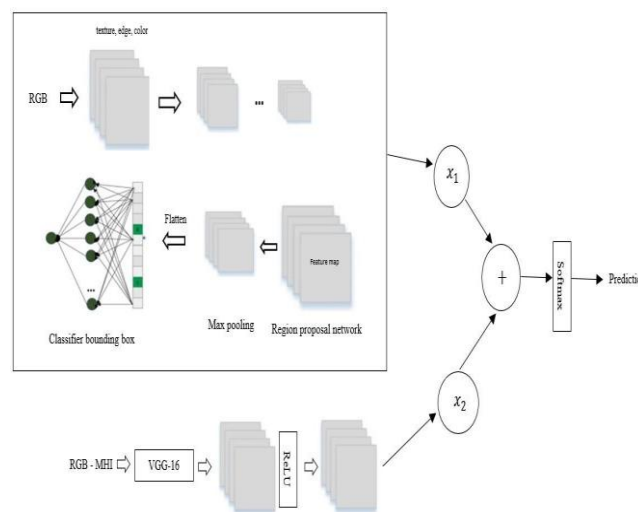 texture, edge, color
RGB
...
x₁
Flatten
Feature map
...
Max pooling
Region proposal network
Classifier bounding box
+
Softmax
Predictio
x₂
RGB - MHI
VGG-16
ReLU